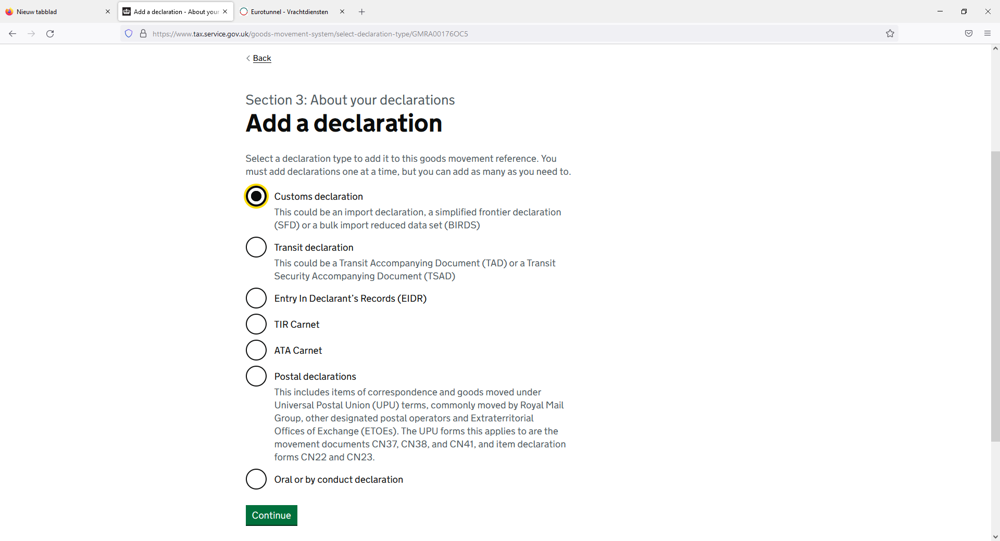 Nieuw tabblad
Add a declaration - About your
Eurotunnel - Vrachtdiensten
https://www.tax.service.gov.uk/goods-movement-system/select-declaration-type/GMRA00176OC5
Back
Section 3: About your declarations
Add a declaration
Select a declaration type to add it to this goods movement reference. You
must add declarations one at a time, but you can add as many as you need to.
Customs declaration
This could be an import declaration, a simplified frontier declaration
(SFD) or a bulk import reduced data set (BIRDS)
Transit declaration
This could be a Transit Accompanying Document (TAD) or a Transit
Security Accompanying Document (TSAD)
Entry In Declarant’s Records (EIDR)
TIR Carnet
ATA Carnet
Postal declarations
This includes items of correspondence and goods moved under
Universal Postal Union (UPU) terms, commonly moved by Royal Mail
Group, other designated postal operators and Extraterritorial
Offices of Exchange (ETOEs). The UPU forms this applies to are the
movement documents CN37, CN38, and CN41, and item declaration
forms CN22 and CN23.
Oral or by conduct declaration
Continue